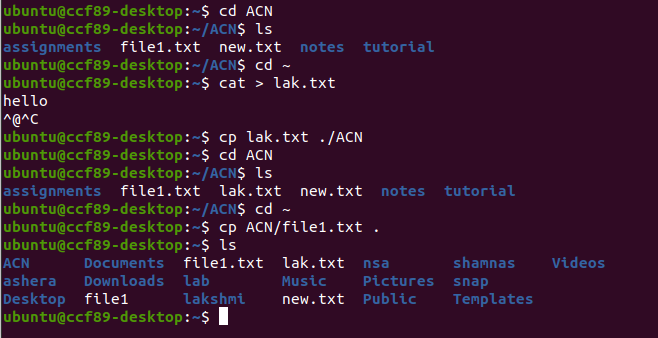 ubuntu@ccf89-desktop:~$ cd ACN
ubuntu@ccf89-desktop:~/ACN$ ls
assignments  file1.txt  new.txt  notes  tutorial
ubuntu@ccf89-desktop:~/ACN$ cd ~
ubuntu@ccf89-desktop:~$ cat > lak.txt
hello
^@^C
ubuntu@ccf89-desktop:~$ cp lak.txt ./ACN
ubuntu@ccf89-desktop:~$ cd ACN
ubuntu@ccf89-desktop:~/ACN$ ls
assignments  file1.txt  lak.txt  new.txt  notes  tutorial
ubuntu@ccf89-desktop:~/ACN$ cd ~
ubuntu@ccf89-desktop:~$ cp ACN/file1.txt .
ubuntu@ccf89-desktop:~$ ls
ACN      Documents  file1.txt  lak.txt  nsa       shamnas    Videos
ashera   Downloads  lab        Music    Pictures  snap
Desktop  file1      lakshmi    new.txt  Public    Templates
ubuntu@ccf89-desktop:~$